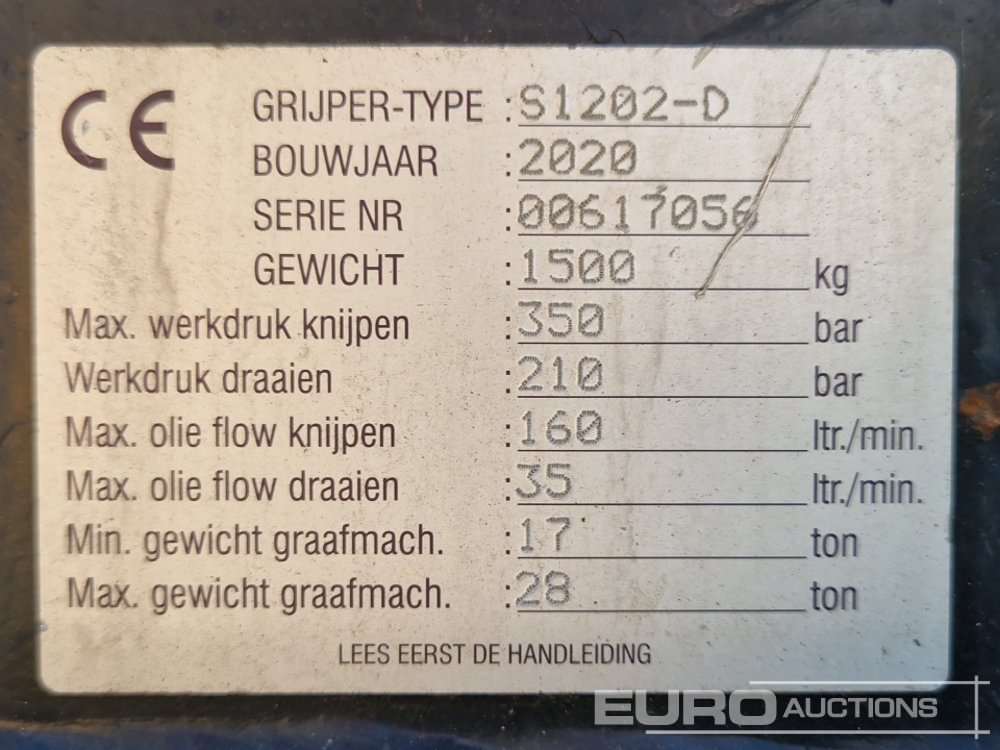 CE
GRIJPER-TYPE :S1202-D
BOUWJAAR :2020
SERIE NR :00617056
GEWICHT :1500 kg
Max. werkdruk knijpen :350 bar
Werkdruk draaien :210 bar
Max. olie flow knijpen :160 ltr./min.
Max. olie flow draaien :35 ltr./min.
Min. gewicht graafmach. :17 ton
Max. gewicht graafmach. :28 ton
LEES EERST DE HANDLEIDING
EURO AUCTIONS